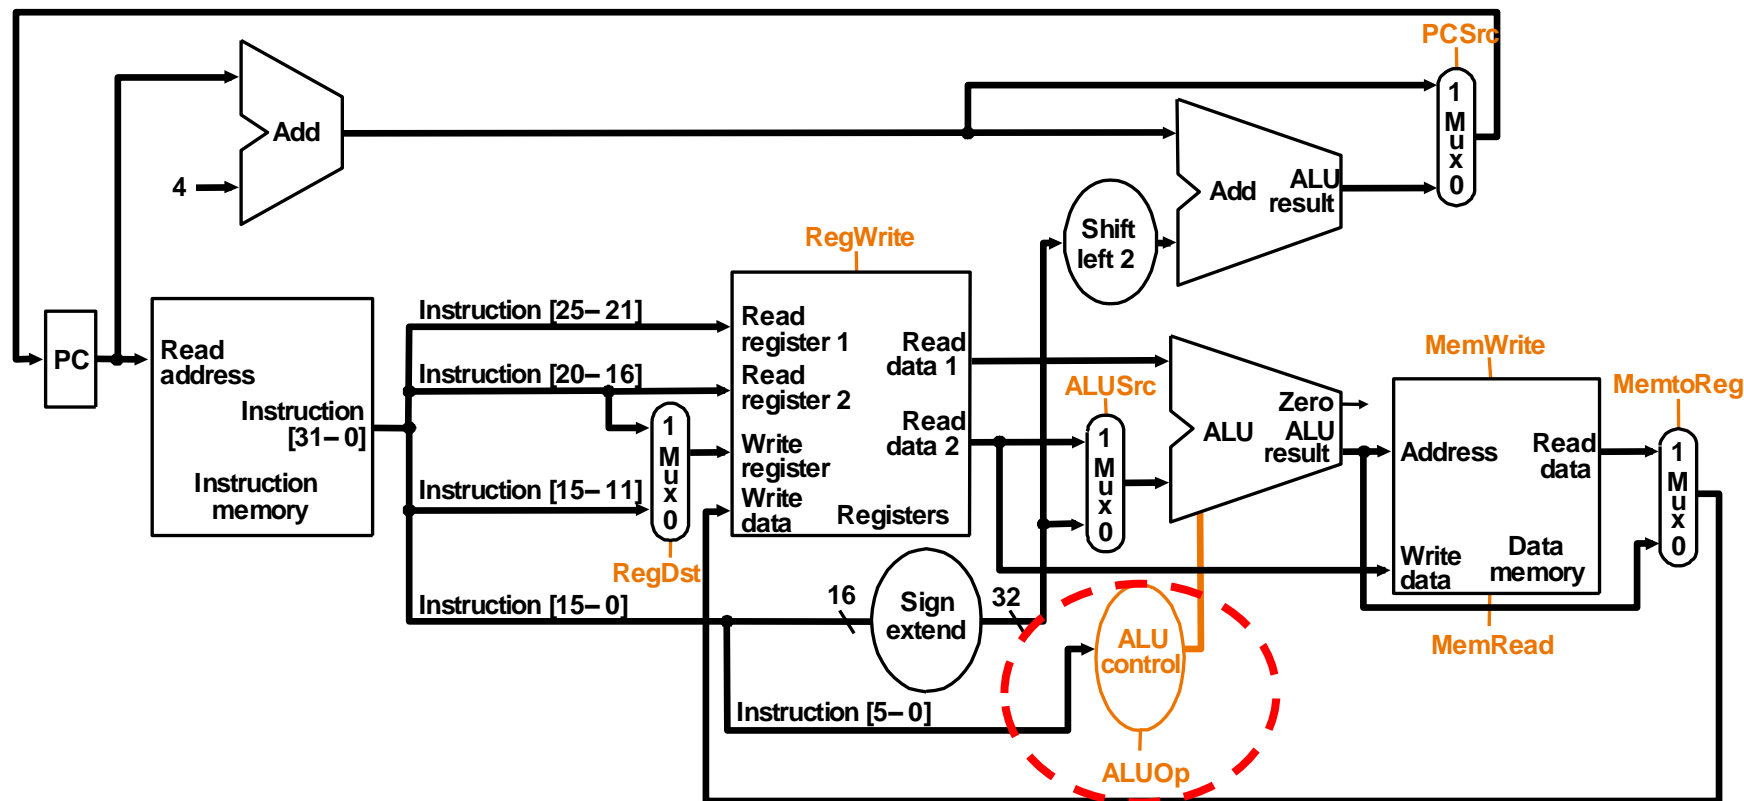 PCSrc
1
M
u
x
0
Add
4
Add
ALU
result
Shift
left 2
RegWrite
PC
Read
address
Instruction
[31– 0]
Instruction
memory
Instruction [25– 21]
Instruction [20– 16]
Instruction [15– 11]
Instruction [15– 0]
1
M
u
x
0
RegDst
Read
register 1
Read
register 2
Write
register
Write
data
Read
data 1
Read
data 2
Registers
ALUSrc
1
M
u
x
0
Zero
ALU
ALU
result
MemWrite
Address
Read
data
Write
data
Data
memory
MemRead
MemtoReg
1
M
u
x
0
16
Sign
extend
32
ALU
control
Instruction [5– 0]
ALUOp